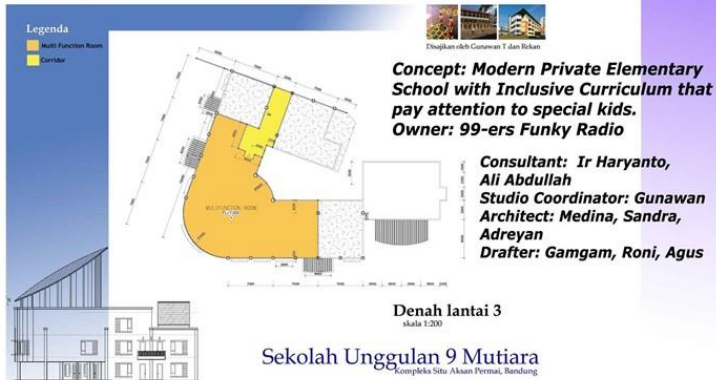 Legenda
Multi Function Room
Corridor
Disajikan oleh Gunawan T dan Rekan
Concept: Modern Private Elementary
School with Inclusive Curriculum that
pay attention to special kids.
Owner: 99-ers Funky Radio
Consultant: Ir Haryanto,
Ali Abdullah
Studio Coordinator: Gunawan
Architect: Medina, Sandra,
Adreyan
Drafter: Gamgam, Roni, Agus
MULTIFUNCTION ROOM
Denah lantai 3
skala 1:200
Sekolah Unggulan 9 Mutiara
Kompleks Situ Aksan Permai, Bandung